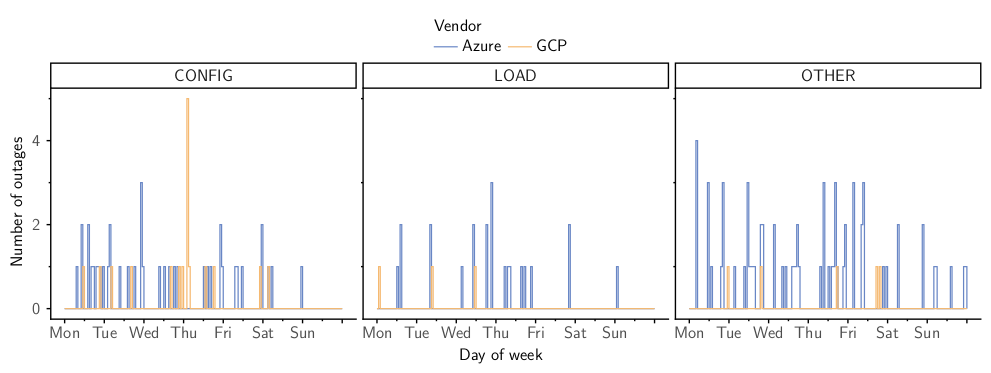 Vendor
Azure GCP
CONFIG LOAD OTHER
Number of outages
4
2
0
Mon Tue Wed Thu Fri Sat Sun Mon Tue Wed Thu Fri Sat Sun Mon Tue Wed Thu Fri Sat Sun
Day of week